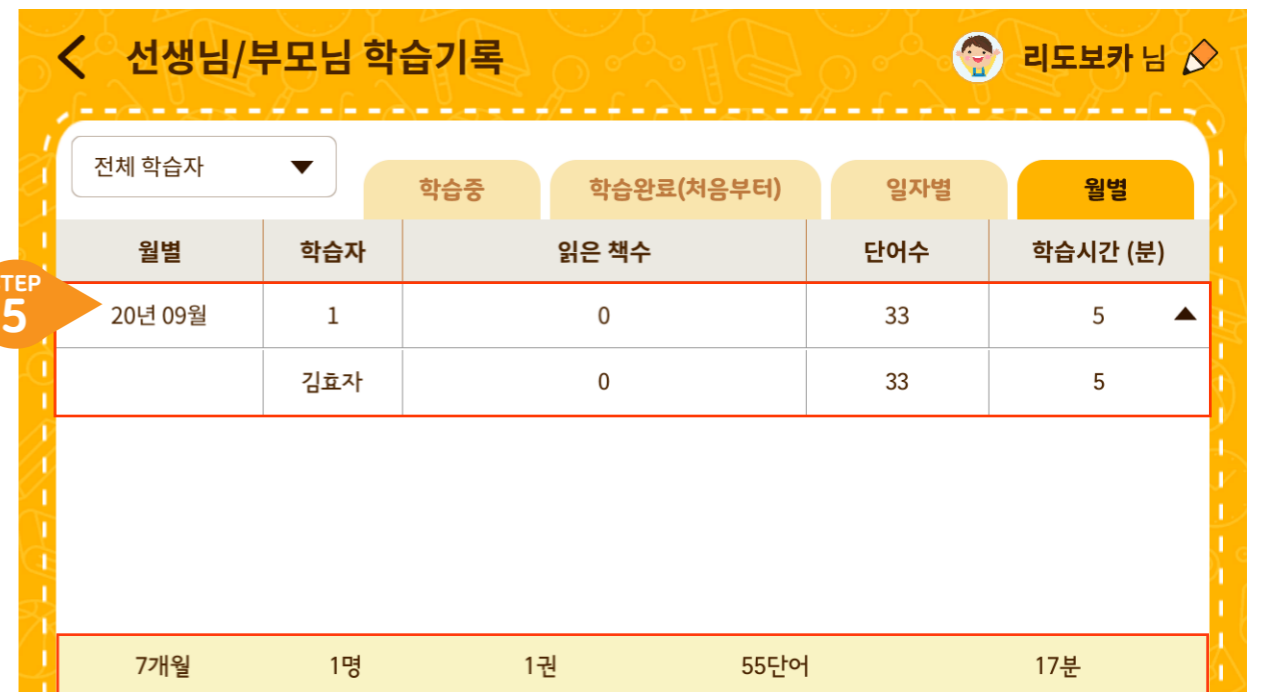 선생님/부모님 학습기록
리도보카 님
전체 학습자
학습중 학습완료(처음부터) 일자별 월별
월별 학습자 읽은 책수 단어수 학습시간 (분)
TEP
5
20년 09월 1 0 33 5
김효자 0 33 5
7개월 1명 1권 55단어 17분